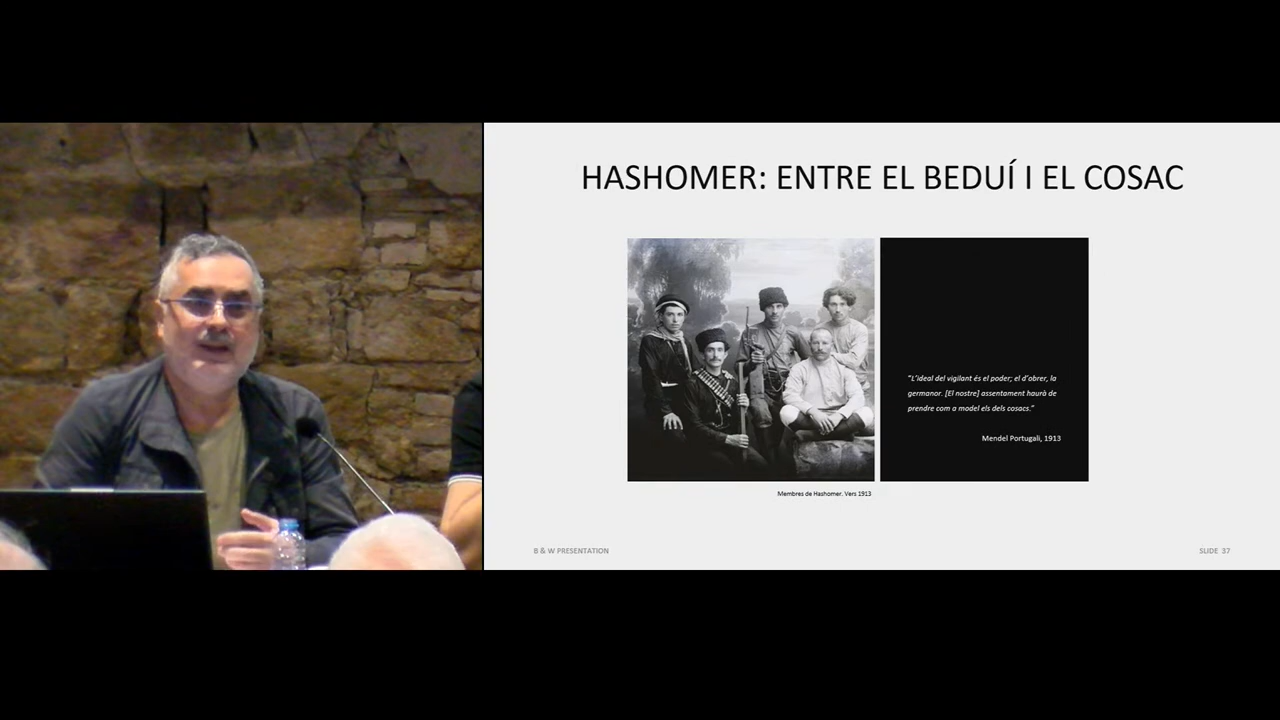 HASHOMER: ENTRE EL BEDUÍ I EL COSAC
"L'ideal del vigilant és el poder; el d'obrer, la
germanor. [El nostre] assentament haurà de
prendre com a model els dels cosacs."
Mendel Portugali, 1913
Membres de Hashomer. Vers 1913
B & W PRESENTATION
SLIDE 37